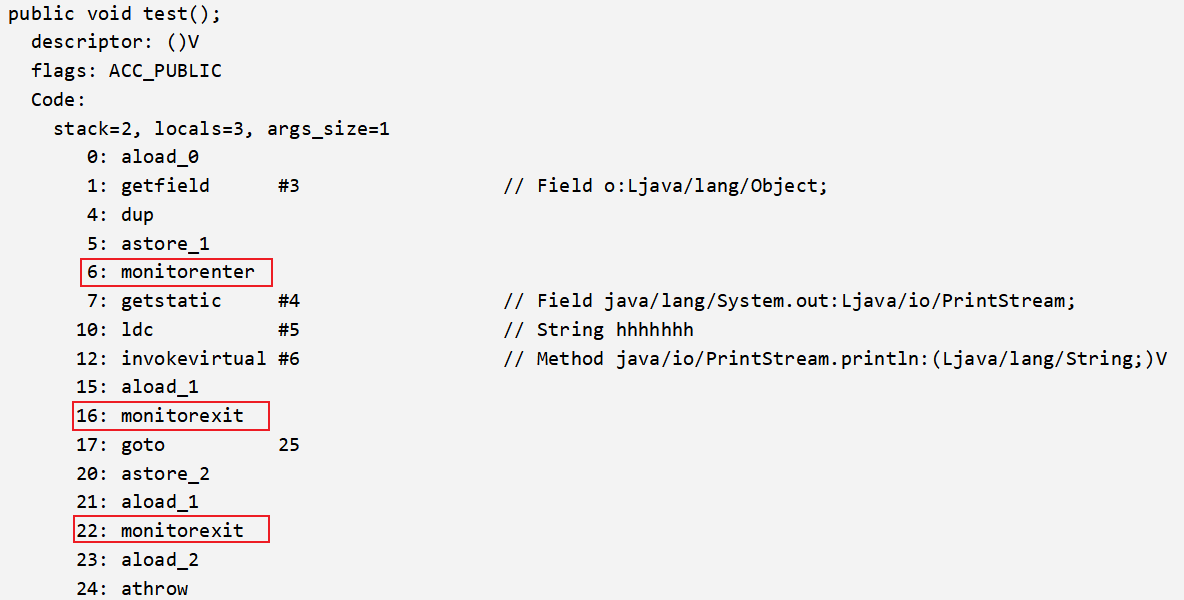 public void test();
  descriptor: ()V
  flags: ACC_PUBLIC
  Code:
    stack=2, locals=3, args_size=1
       0: aload_0
       1: getfield      #3                  // Field o:Ljava/lang/Object;
       4: dup
       5: astore_1
       6: monitorenter
       7: getstatic     #4                  // Field java/lang/System.out:Ljava/io/PrintStream;
      10: ldc           #5                  // String hhhhhhh
      12: invokevirtual #6                  // Method java/io/PrintStream.println:(Ljava/lang/String;)V
      15: aload_1
      16: monitorexit
      17: goto          25
      20: astore_2
      21: aload_1
      22: monitorexit
      23: aload_2
      24: athrow